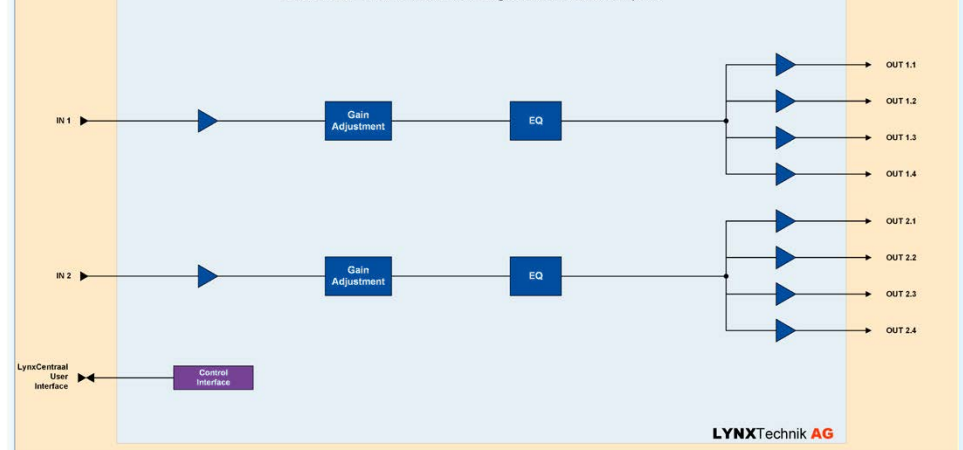 IN 1
Gain
Adjustment
EQ
OUT 1.1
OUT 1.2
OUT 1.3
OUT 1.4
IN 2
Gain
Adjustment
EQ
OUT 2.1
OUT 2.2
OUT 2.3
OUT 2.4
LynxCentraal
User
Interface
Control
Interface
LYNXTechnik AG